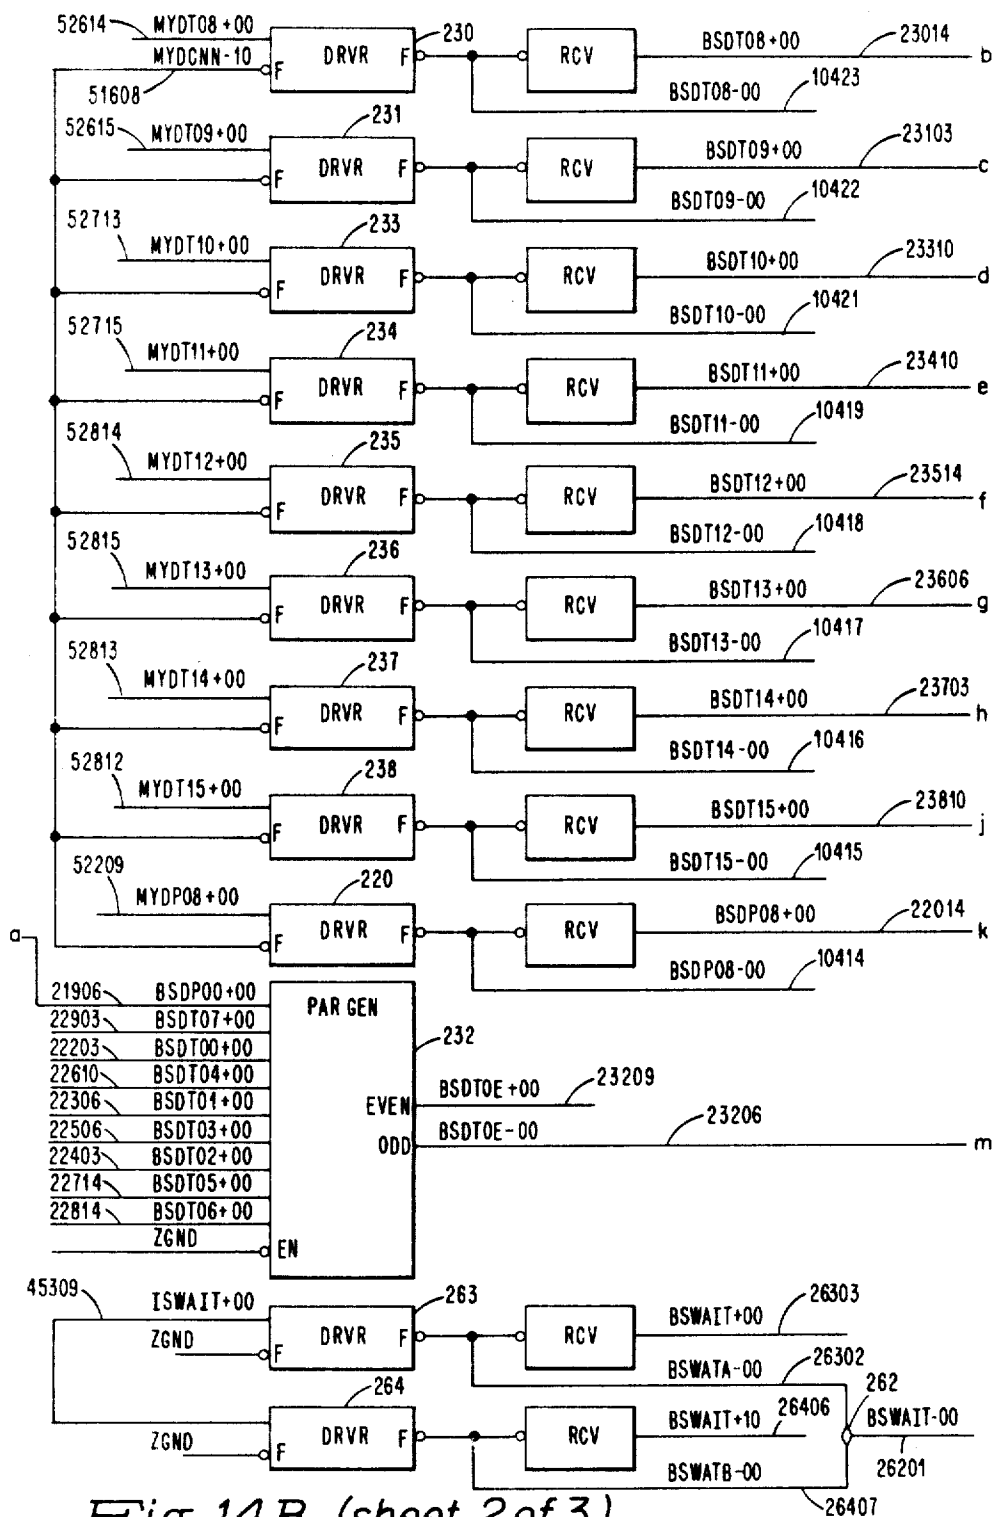 52614 MYDT08+00 230 BSDT08+00 23014
DRVR F RCV b
MYDCNN-10 F
51608 BSDT08-00 10423
52615 MYDT09+00 231 BSDT09+00 23103
DRVR F RCV c
F BSDT09-00 10422
52713 MYDT10+00 233 BSDT10+00 23310
DRVR F RCV d
F BSDT10-00 10421
52715 MYDT11+00 234 BSDT11+00 23410
DRVR F RCV e
F BSDT11-00 10419
52814 MYDT12+00 235 BSDT12+00 23514
DRVR F RCV f
F BSDT12-00 10418
52815 MYDT13+00 236 BSDT13+00 23606
DRVR F RCV g
F BSDT13-00 10417
52813 MYDT14+00 237 BSDT14+00 23703
DRVR F RCV h
F BSDT14-00 10416
52812 MYDT15+00 238 BSDT15+00 23810
DRVR F RCV j
F BSDT15-00 10415
52209 MYDP08+00 220 BSDP08+00 22014
a DRVR F RCV k
F BSDP08-00 10414
21906 BSDP00+00 PAR GEN
22903 BSDT07+00 232
22203 BSDT00+00
22610 BSDT04+00 EVEN BSDT0E+00 23209
22306 BSDT01+00
22506 BSDT03+00 ODD BSDT0E-00 23206 m
22403 BSDT02+00
22714 BSDT05+00
22814 BSDT06+00
ZGND EN
45309 ISWAIT+00 263 BSWAIT+00 26303
DRVR F RCV
ZGND F BSWATA-00 26302
264 262
DRVR F RCV BSWAIT+10 26406 BSWAIT-00
ZGND F BSWATB-00 26201
26407
Fig. 14B (sheet 2 of 3)